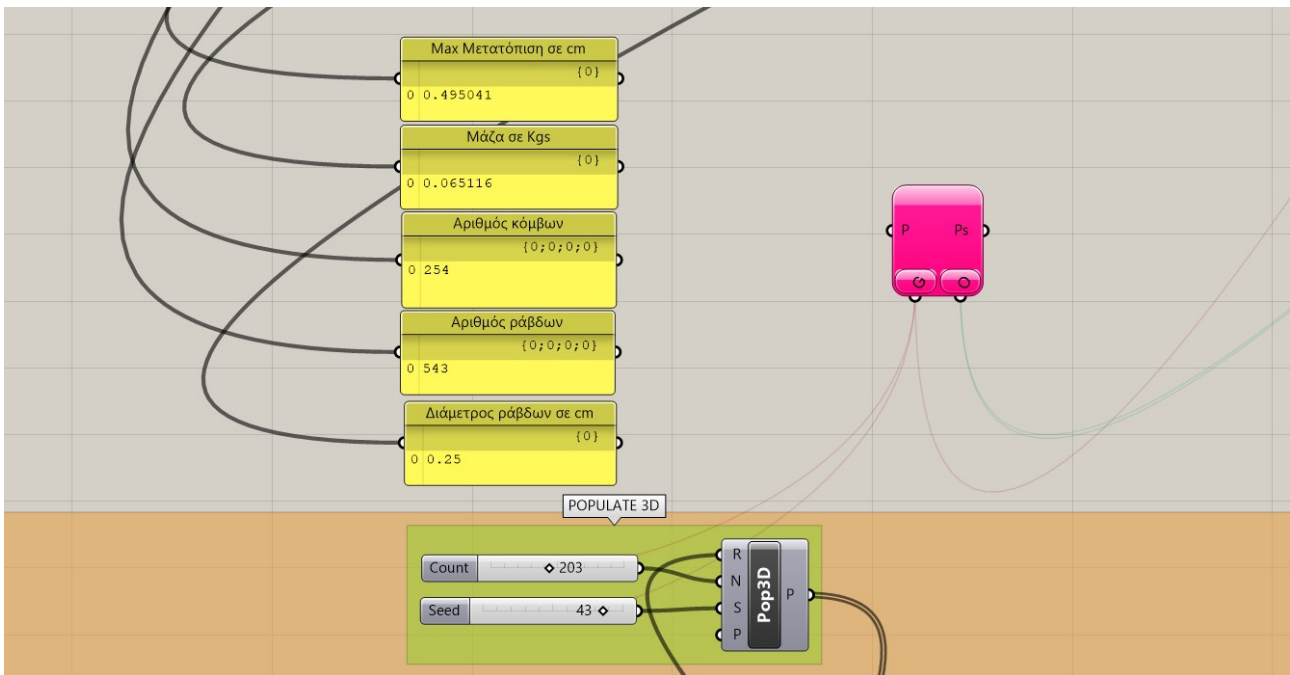 Max Μετατόπιση σε cm
{0}
0 0.495041
Μάζα σε Kgs
{0}
0 0.065116
Αριθμός κόμβων
{0;0;0;0}
0 254
Αριθμός ράβδων
{0;0;0;0}
0 543
Διάμετρος ράβδων σε cm
{0}
0 0.25
P Ps
G O
POPULATE 3D
Count 203
Seed 43
R
N
S
P
Pop3D
P